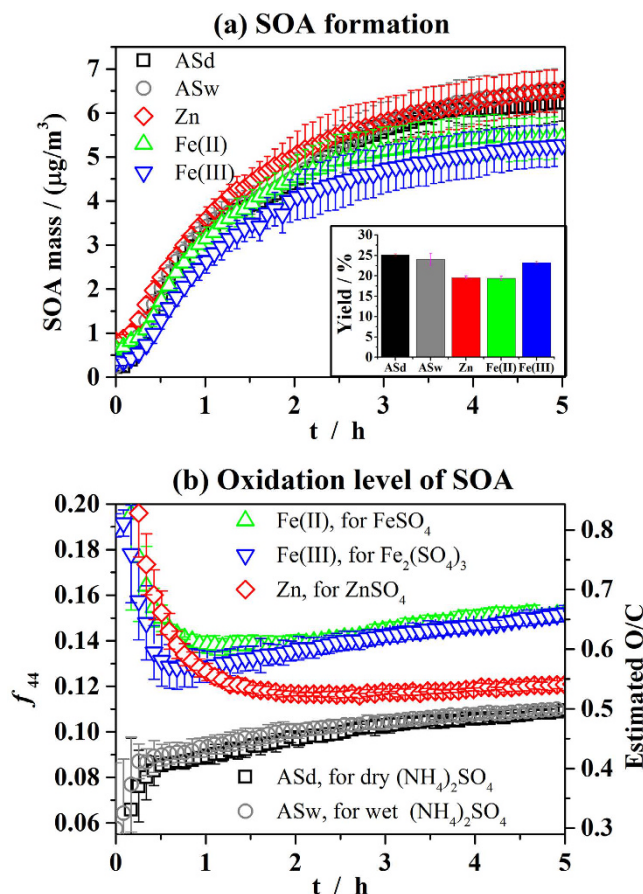 (a) SOA formation
7
6
5
4
3
2
1
0
SOA mass / (μg/m³)
ASd
ASw
Zn
Fe(II)
Fe(III)
30
25
20
15
10
5
0
Yield / %
ASd ASw Zn Fe(II) Fe(III)
0 1 2 3 4 5
t / h
(b) Oxidation level of SOA
0.20
0.18
0.16
0.14
0.12
0.10
0.08
0.06
f₄₄
Fe(II), for FeSO₄
Fe(III), for Fe₂(SO₄)₃
Zn, for ZnSO₄
ASd, for dry (NH₄)₂SO₄
ASw, for wet (NH₄)₂SO₄
0.8
0.7
0.6
0.5
0.4
0.3
Estimated O/C
0 1 2 3 4 5
t / h